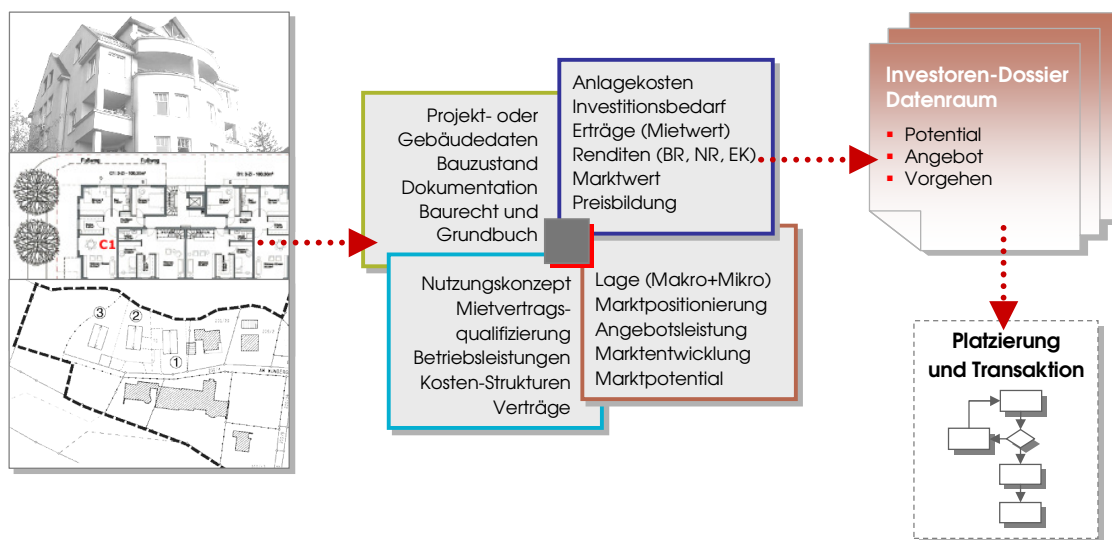 Fußweg
Fußweg
C1
③
②
①
Projekt- oder
Gebäudedaten
Bauzustand
Dokumentation
Baurecht und
Grundbuch
Anlagekosten
Investitionsbedarf
Erträge (Mietwert)
Renditen (BR, NR, EK)
Marktwert
Preisbildung
Nutzungskonzept
Mietvertrags-
qualifizierung
Betriebsleistungen
Kosten-Strukturen
Verträge
Lage (Makro+Mikro)
Marktpositionierung
Angebotsleistung
Marktentwicklung
Marktpotential
Investoren-Dossier
Datenraum
Potential
Angebot
Vorgehen
Platzierung
und Transaktion